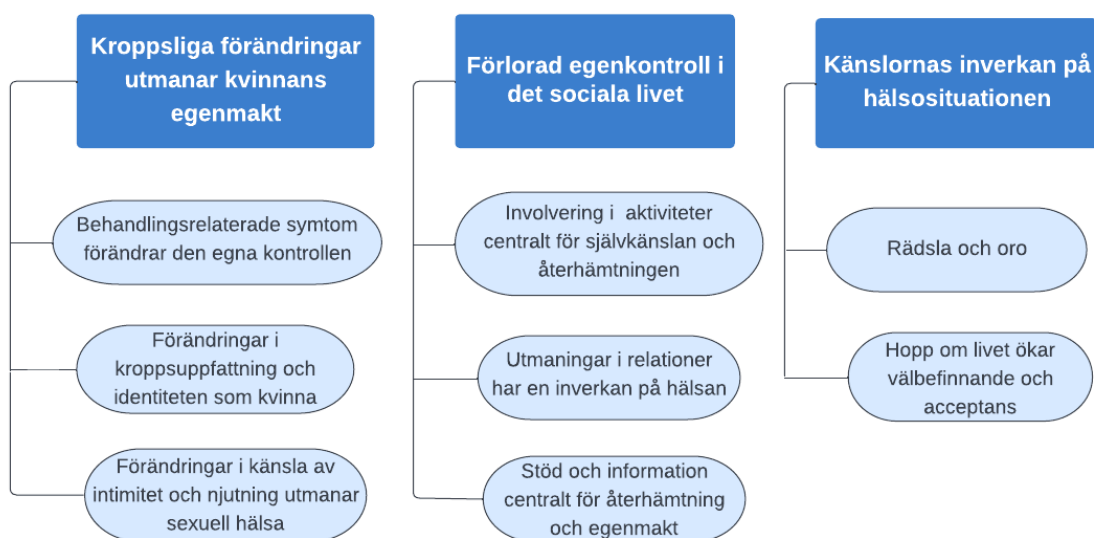 Kroppsliga förändringar
utmanar kvinnans
egenmakt
Behandlingsrelaterade symtom
förändrar den egna kontrollen
Förändringar i
kroppsuppfattning och
identiteten som kvinna
Förändringar i känsla av
intimitet och njutning utmanar
sexuell hälsa
Förlorad egenkontroll i
det sociala livet
Involvering i aktiviteter
centralt för självkänslan och
återhämtningen
Utmaningar i relationer
har en inverkan på hälsan
Stöd och information
centralt för återhämtning
och egenmakt
Känslornas inverkan på
hälsosituationen
Rädsla och oro
Hopp om livet ökar
välbefinnande och
acceptans